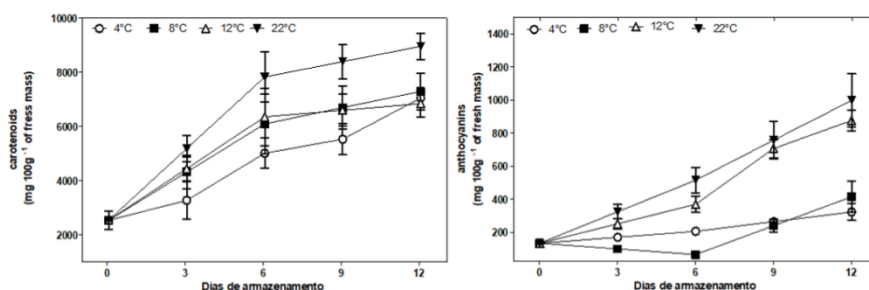 10000
4°C 8°C 12°C 22°C
8000
6000
4000
2000
carotenoids
(mg 100g⁻¹ of fress mass)
0 3 6 9 12
Dias de armazenamento
4°C 8°C 12°C 22°C
1400
1200
1000
800
600
400
200
anthocyanins
(mg 100g⁻¹ of fresh mass)
0 3 6 9 12
Dias de armazenamento